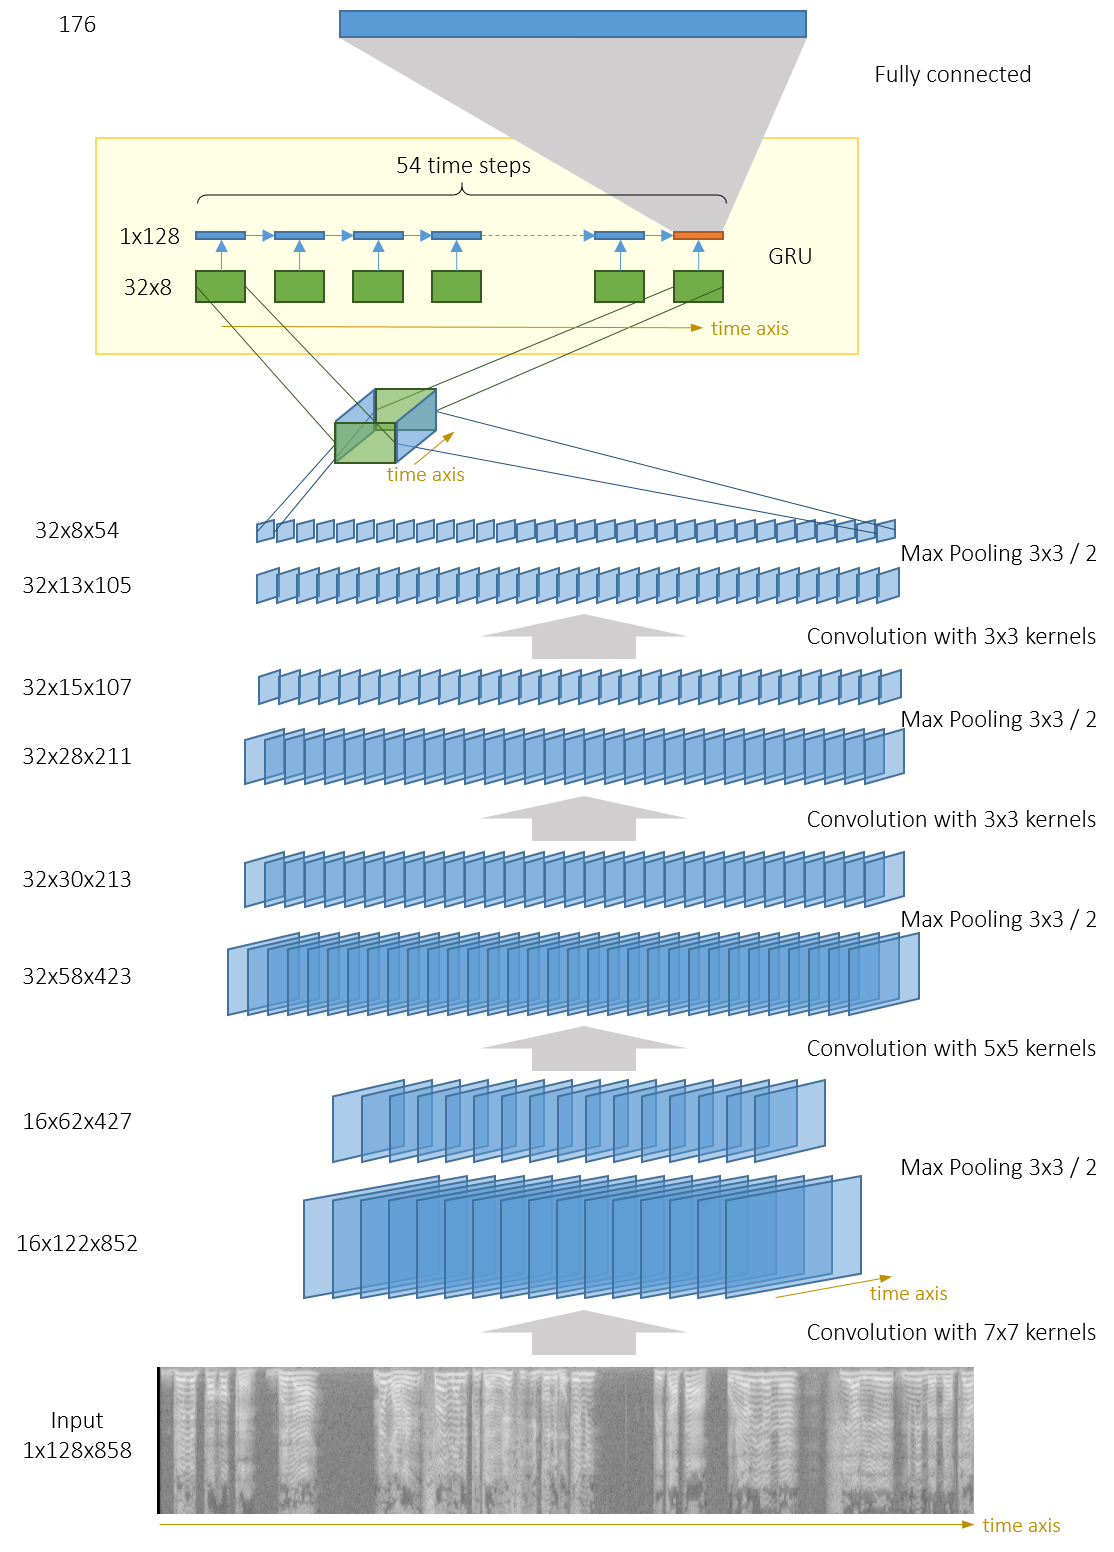 176
Fully connected
54 time steps
1x128
GRU
32x8
time axis
time axis
32x8x54
Max Pooling 3x3 / 2
32x13x105
Convolution with 3x3 kernels
32x15x107
Max Pooling 3x3 / 2
32x28x211
Convolution with 3x3 kernels
32x30x213
Max Pooling 3x3 / 2
32x58x423
Convolution with 5x5 kernels
16x62x427
Max Pooling 3x3 / 2
16x122x852
time axis
Convolution with 7x7 kernels
Input
1x128x858
time axis